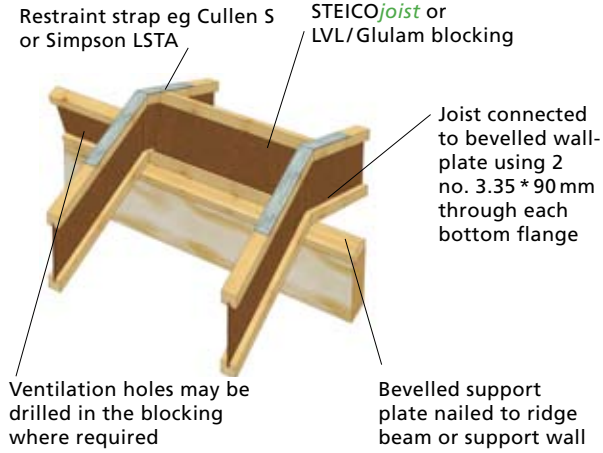 Restraint strap eg Cullen S
or Simpson LSTA
STEICOjoist or
LVL/Glulam blocking
Joist connected
to bevelled wall-
plate using 2
no. 3.35 * 90 mm
through each
bottom flange
Ventilation holes may be
drilled in the blocking
where required
Bevelled support
plate nailed to ridge
beam or support wall